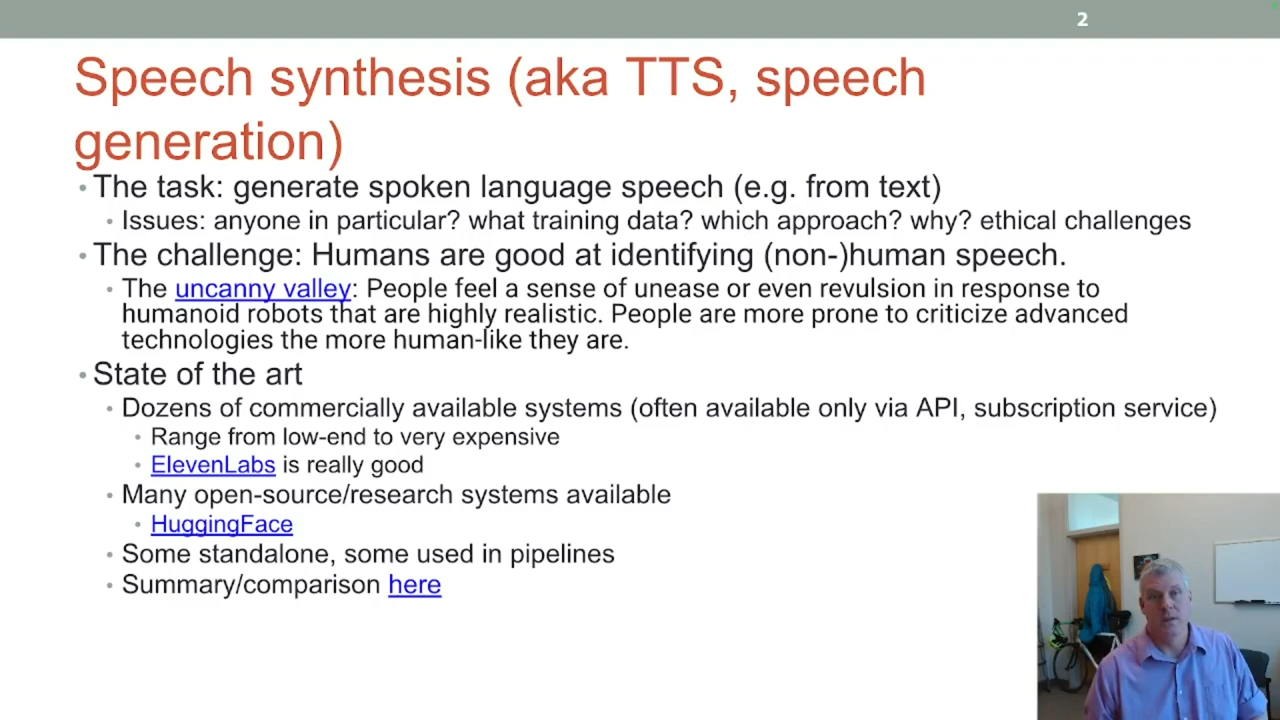 2
Speech synthesis (aka TTS, speech
generation)
• The task: generate spoken language speech (e.g. from text)
• Issues: anyone in particular? what training data? which approach? why? ethical challenges
• The challenge: Humans are good at identifying (non-)human speech.
• The uncanny valley: People feel a sense of unease or even revulsion in response to
humanoid robots that are highly realistic. People are more prone to criticize advanced
technologies the more human-like they are.
• State of the art
• Dozens of commercially available systems (often available only via API, subscription service)
• Range from low-end to very expensive
• ElevenLabs is really good
• Many open-source/research systems available
• HuggingFace
• Some standalone, some used in pipelines
• Summary/comparison here